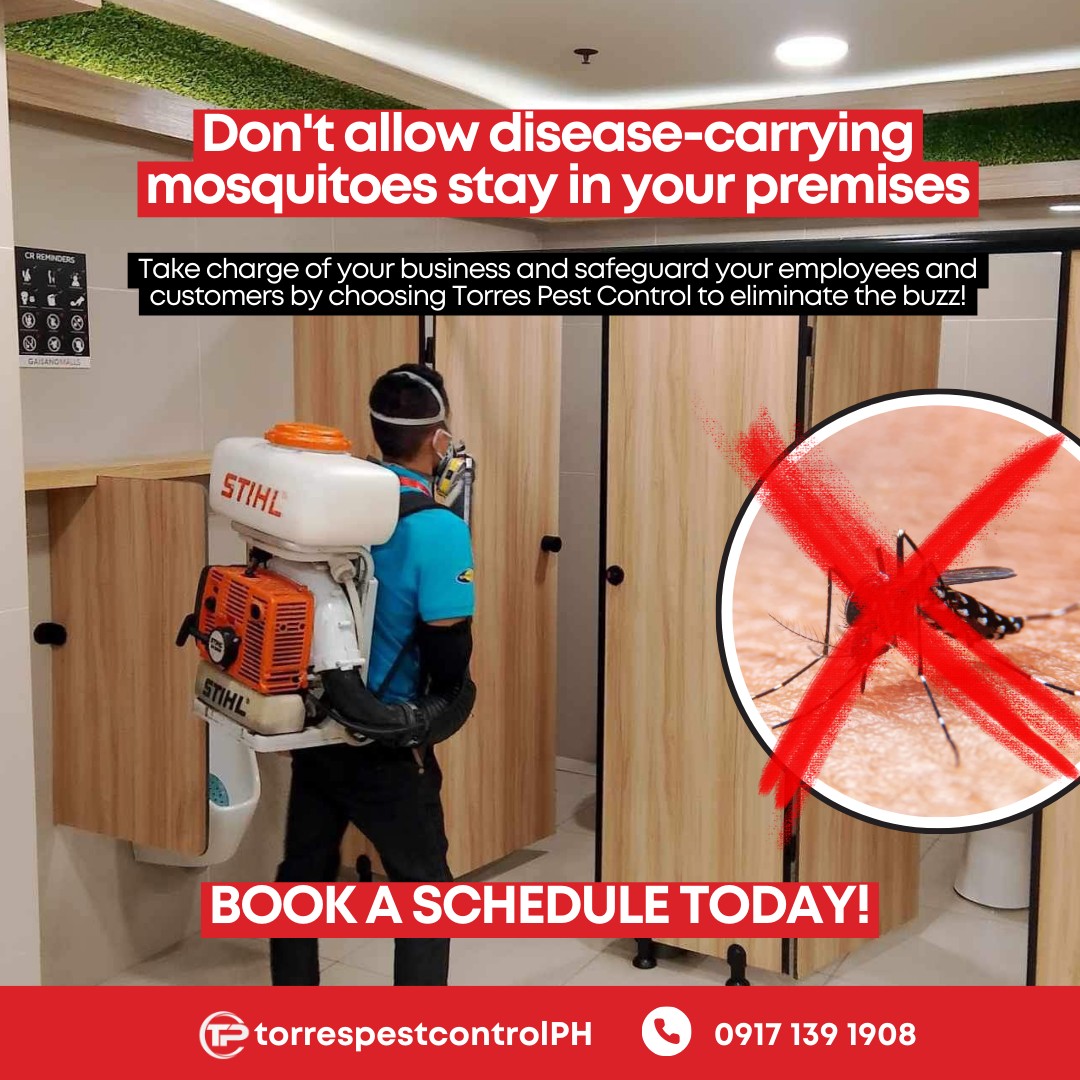 Don't allow disease-carrying
mosquitoes stay in your premises
Take charge of your business and safeguard your employees and
customers by choosing Torres Pest Control to eliminate the buzz!
CR REMINDERS
GAISANOMALLS
STIHL
STIHL
BOOK A SCHEDULE TODAY!
torrespestcontrolPH
0917 139 1908